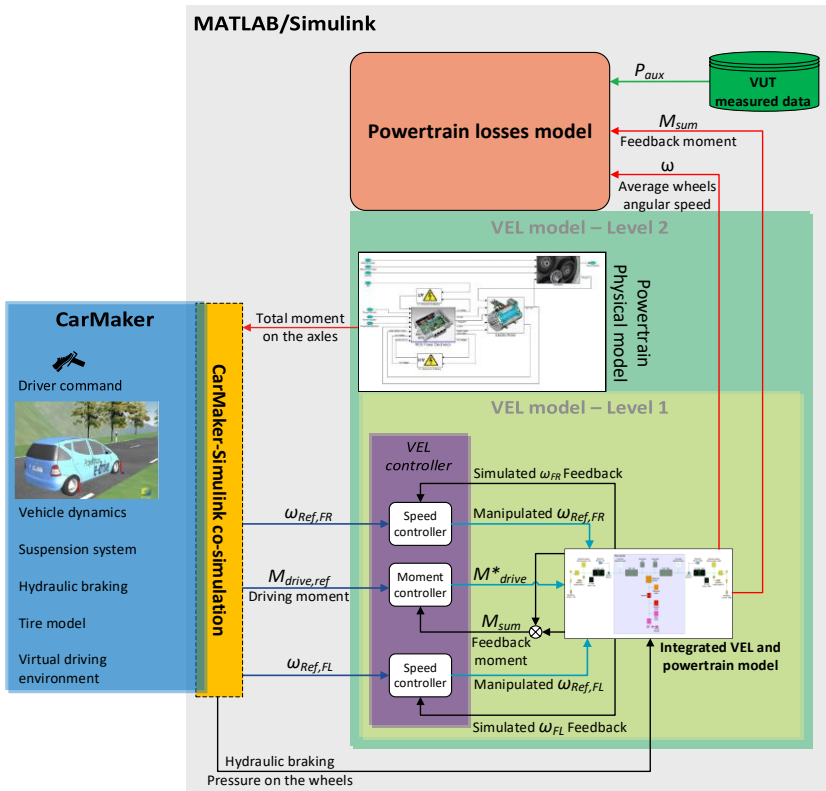 MATLAB/Simulink
P_aux
VUT
measured data
Powertrain losses model
M_sum
Feedback moment
ω
Average wheels
angular speed
VEL model – Level 2
Powertrain
Physical model
CarMaker
Total moment
on the axles
Driver command
CarMaker-Simulink co-simulation
VEL model – Level 1
VEL
controller
Simulated ω_FR Feedback
Vehicle dynamics
ω_Ref,FR
Speed
controller
Manipulated ω_Ref,FR
Suspension system
Hydraulic braking
M_drive,ref
Driving moment
Moment
controller
M*_drive
Tire model
M_sum
Feedback
moment
Virtual driving
environment
ω_Ref,FL
Speed
controller
Manipulated ω_Ref,FL
Integrated VEL and
powertrain model
Simulated ω_FL Feedback
Hydraulic braking
Pressure on the wheels